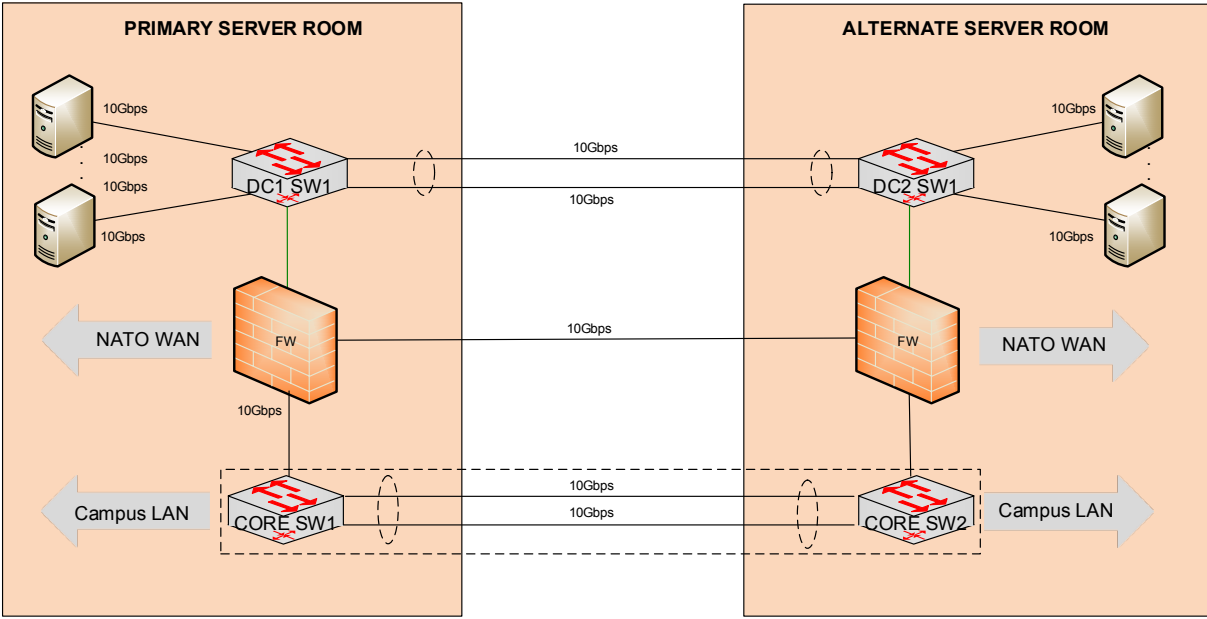 PRIMARY SERVER ROOM
ALTERNATE SERVER ROOM
10Gbps
10Gbps
10Gbps
10Gbps
DC1 SW1
10Gbps
10Gbps
DC2 SW1
10Gbps
10Gbps
NATO WAN
FW
10Gbps
FW
NATO WAN
10Gbps
Campus LAN
CORE SW1
10Gbps
10Gbps
CORE SW2
Campus LAN